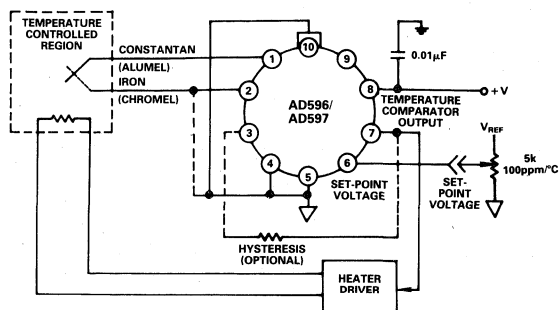 TEMPERATURE
CONTROLLED
REGION
CONSTANTAN
(ALUMEL)
IRON
(CHROMEL)
10
1
9
2
8
3
7
4
6
5
AD596/
AD597
0.01μF
+V
TEMPERATURE
COMPARATOR
OUTPUT
VREF
5k
100ppm/°C
SET-POINT
VOLTAGE
SET-
POINT
VOLTAGE
HYSTERESIS
(OPTIONAL)
HEATER
DRIVER